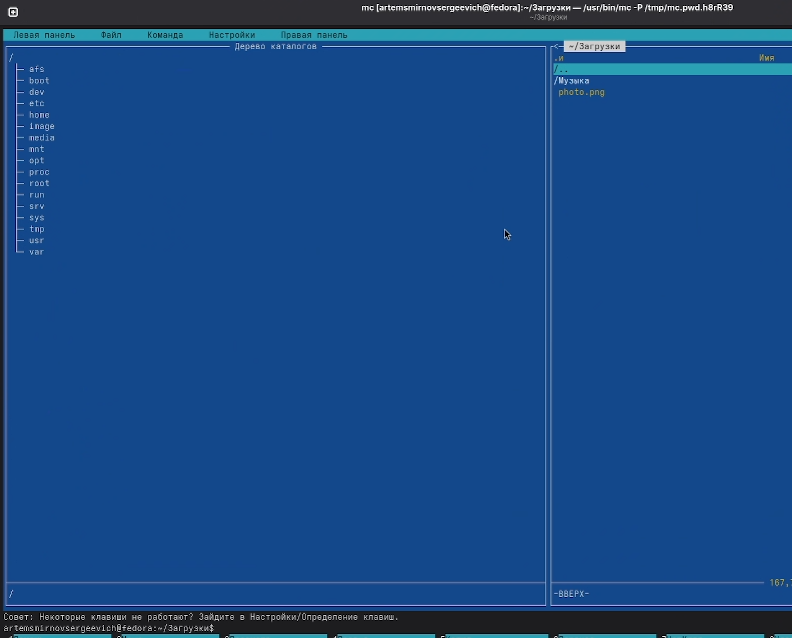 mc [artemsmirnovsergeevich@fedora]:~/Загрузки — /usr/bin/mc -P /tmp/mc.pwd.h8rR39
~/Загрузки
Левая панель Файл Команда Настройки Правая панель
Дерево каталогов
/
afs
boot
dev
etc
home
image
media
mnt
opt
proc
root
run
srv
sys
tmp
usr
var
/
<— ~/Загрузки
.и Имя
/..
/Музыка
photo.png
167,
-ВВЕРХ-
Совет: Некоторые клавиши не работают? Зайдите в Настройки/Определение клавиш.
artemsmirnovsergeevich@fedora:~/Загрузки$